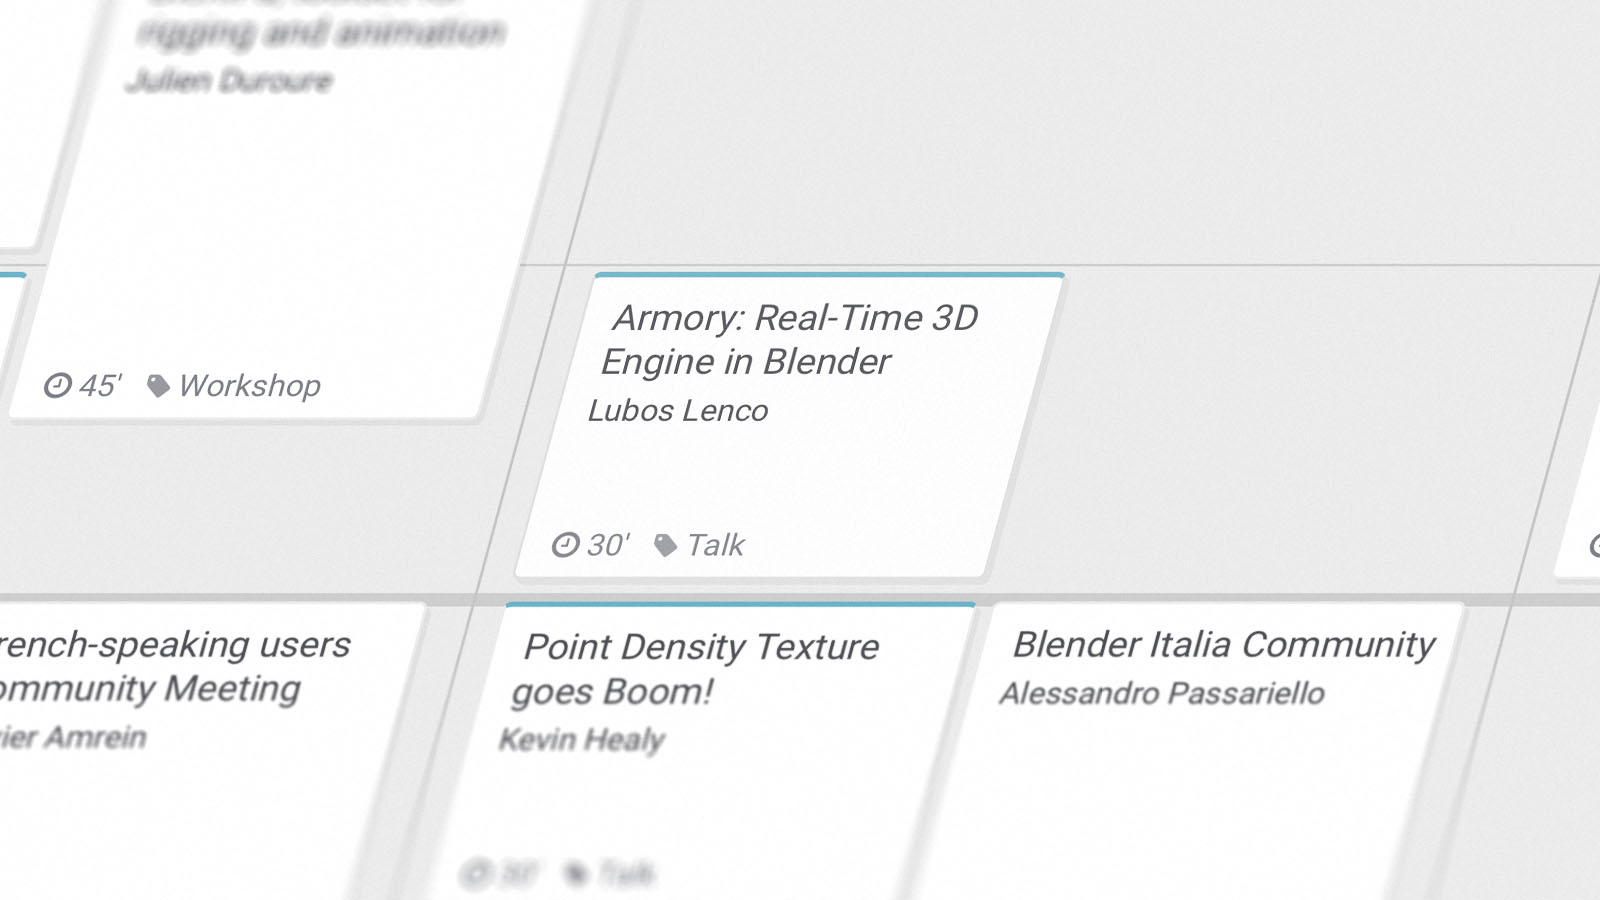 rigging and animation
Julien Duroure
45' Workshop
Armory: Real-Time 3D
Engine in Blender
Lubos Lenco
30' Talk
rench-speaking users
ommunity Meeting
ier Amrein
Point Density Texture
goes Boom!
Kevin Healy
30' Talk
Blender Italia Community
Alessandro Passariello